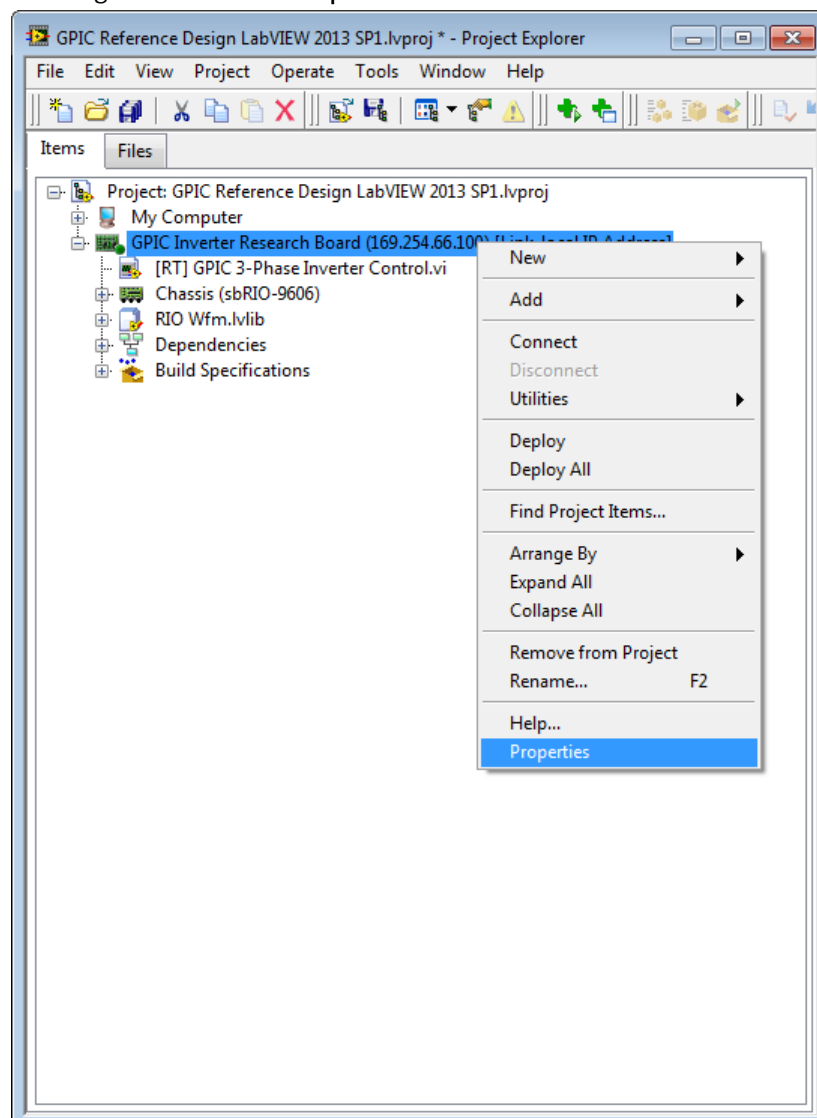 GPIC Reference Design LabVIEW 2013 SP1.lvproj * - Project Explorer
File Edit View Project Operate Tools Window Help
Items Files
Project: GPIC Reference Design LabVIEW 2013 SP1.lvproj
My Computer
GPIC Inverter Research Board (169.254.66.100) [Link-local IP Address]
[RT] GPIC 3-Phase Inverter Control.vi
Chassis (sbRIO-9606)
RIO Wfm.lvlib
Dependencies
Build Specifications
New
Add
Connect
Disconnect
Utilities
Deploy
Deploy All
Find Project Items...
Arrange By
Expand All
Collapse All
Remove from Project
Rename... F2
Help...
Properties